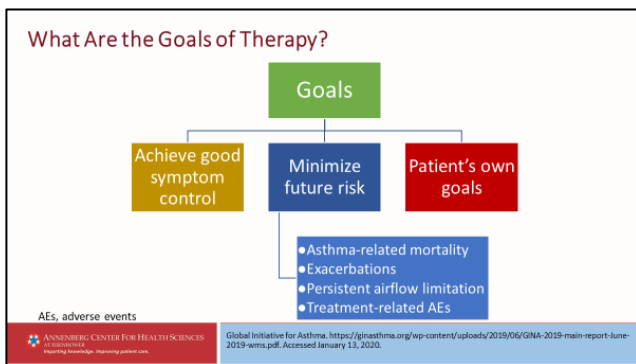 What Are the Goals of Therapy?
Goals
Achieve good
symptom
control
Minimize
future risk
Patient's own
goals
●Asthma-related mortality
●Exacerbations
●Persistent airflow limitation
●Treatment-related AEs
AEs, adverse events
ANNENBERG CENTER FOR HEALTH SCIENCES
AT EISENHOWER
Imparting knowledge. Improving patient care.
Global Initiative for Asthma. https://ginasthma.org/wp-content/uploads/2019/06/GINA-2019-main-report-June-
2019-wms.pdf. Accessed January 13, 2020.